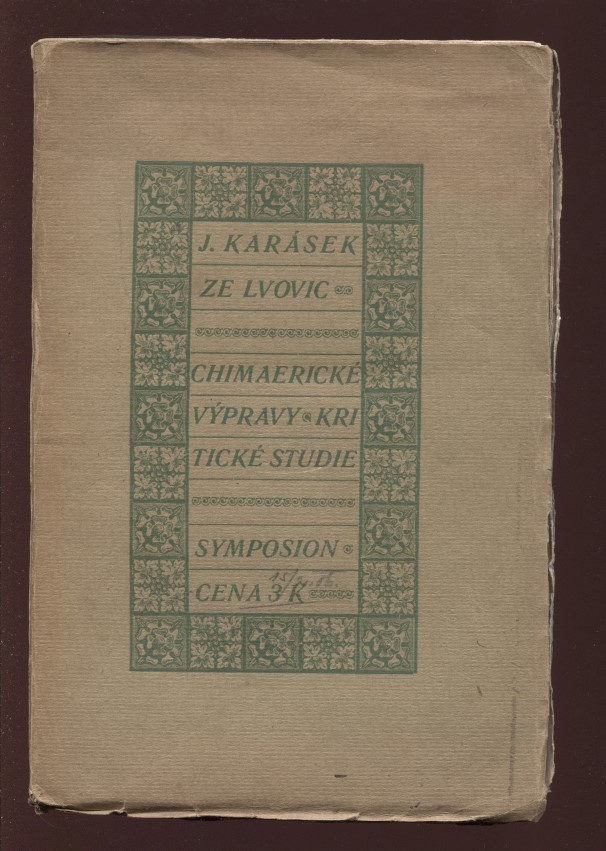 J. KARÁSEK
ZE LVOVIC
CHIMAERICKÉ
VÝPRAVY KRI
TICKÉ STUDIE
SYMPOSION
CENA 3 K